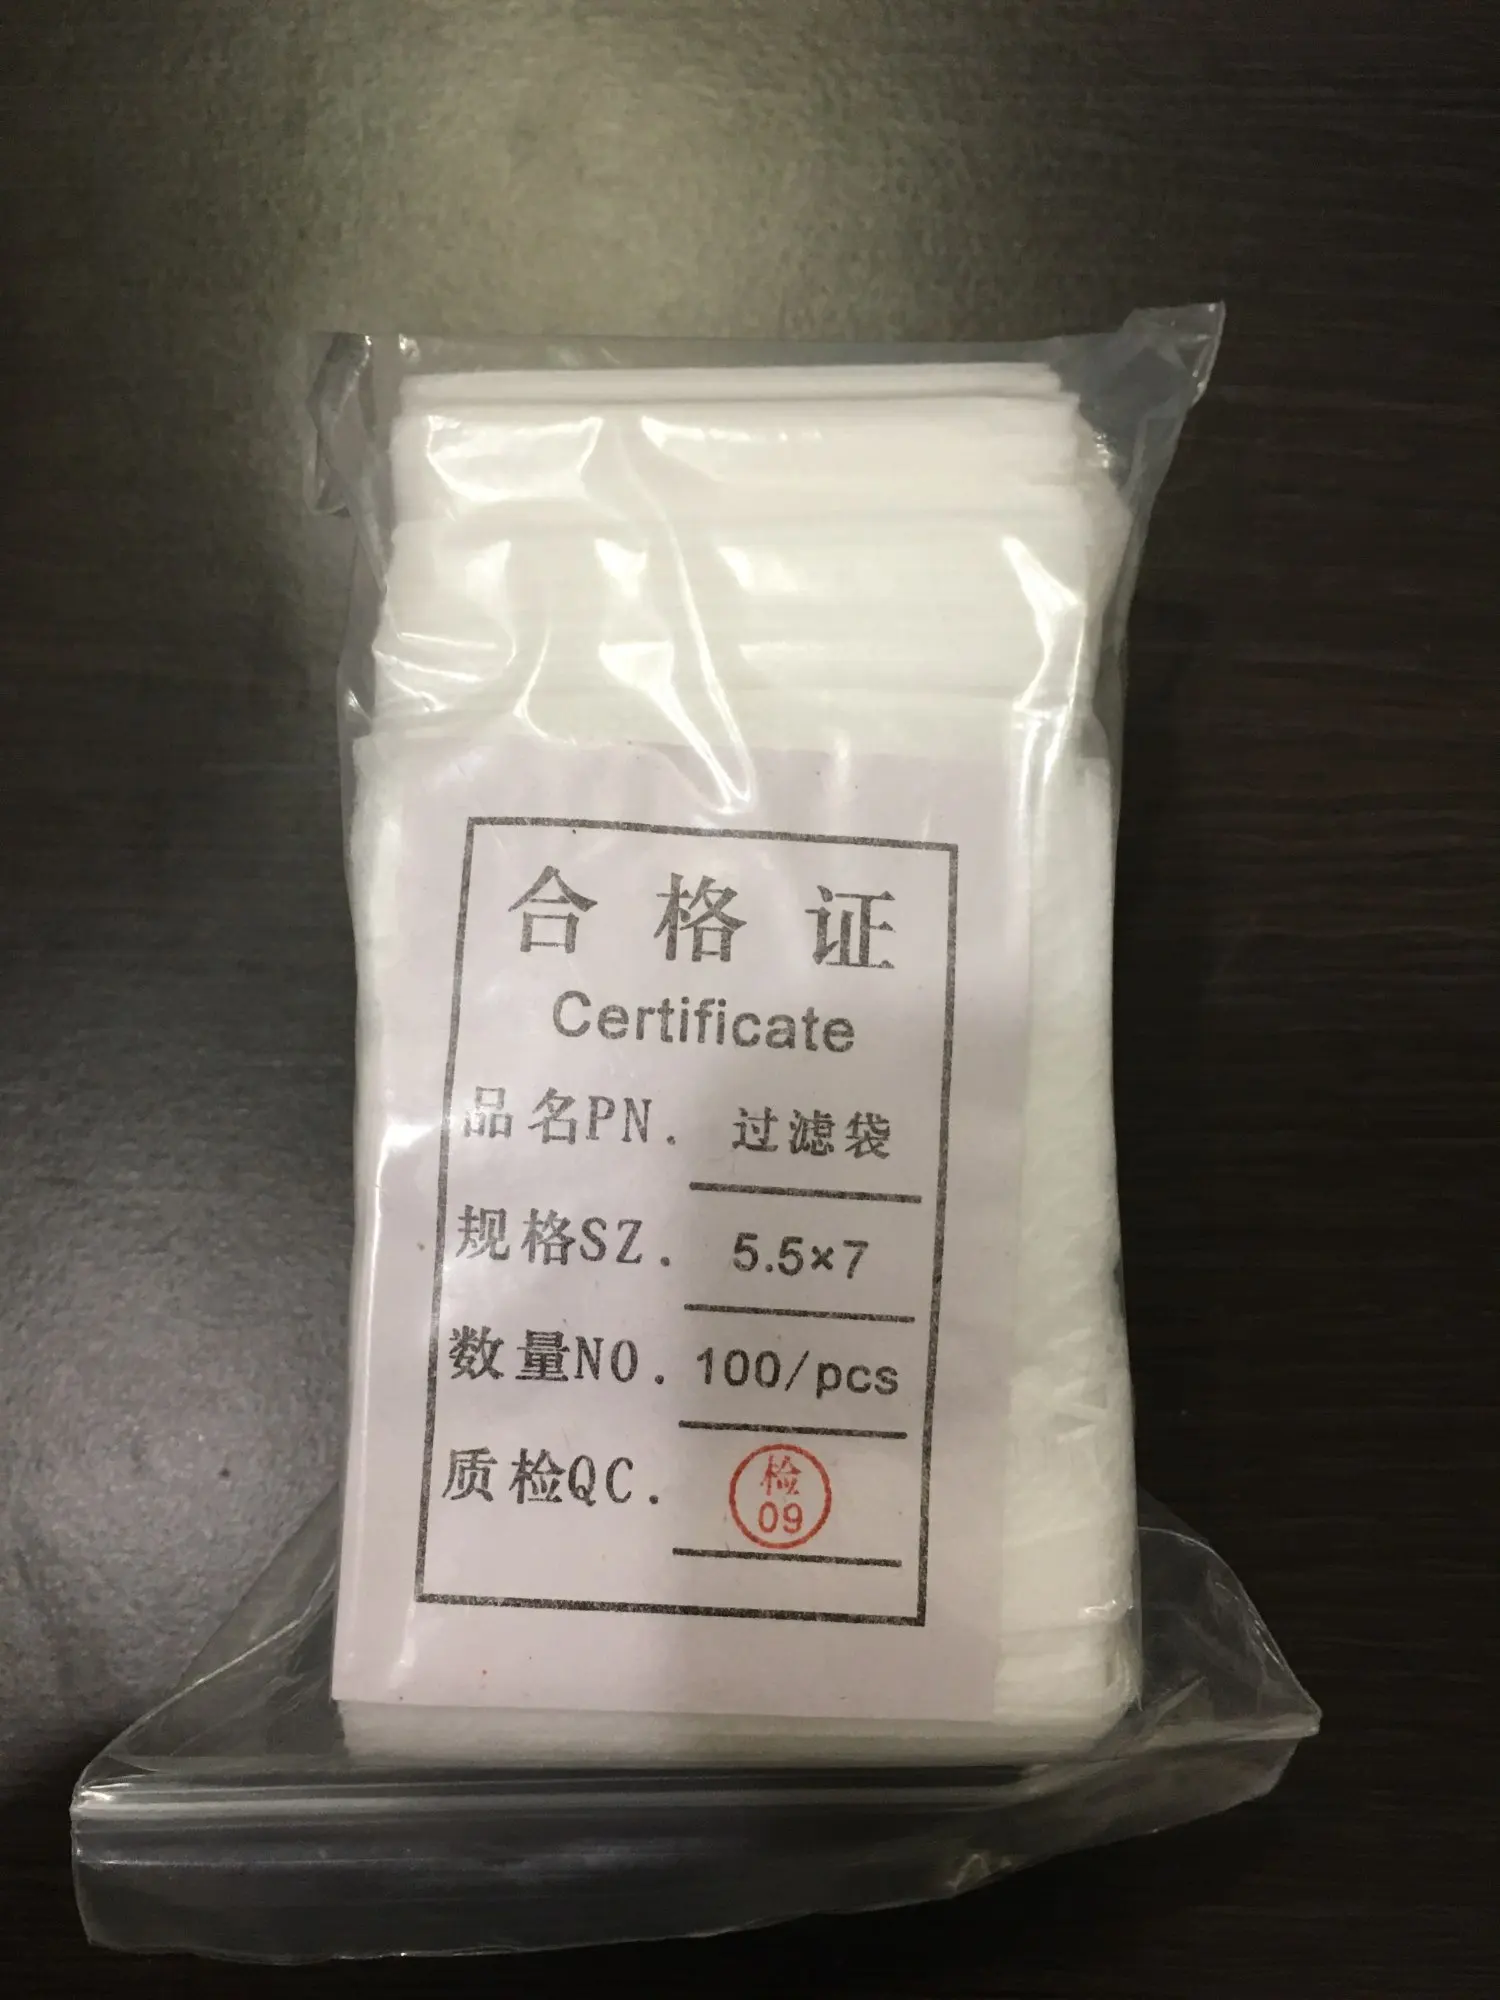 合格证
Certificate
品名PN. 过滤袋
规格SZ. 5.5×7
数量NO. 100/pcs
质检QC. 检
09